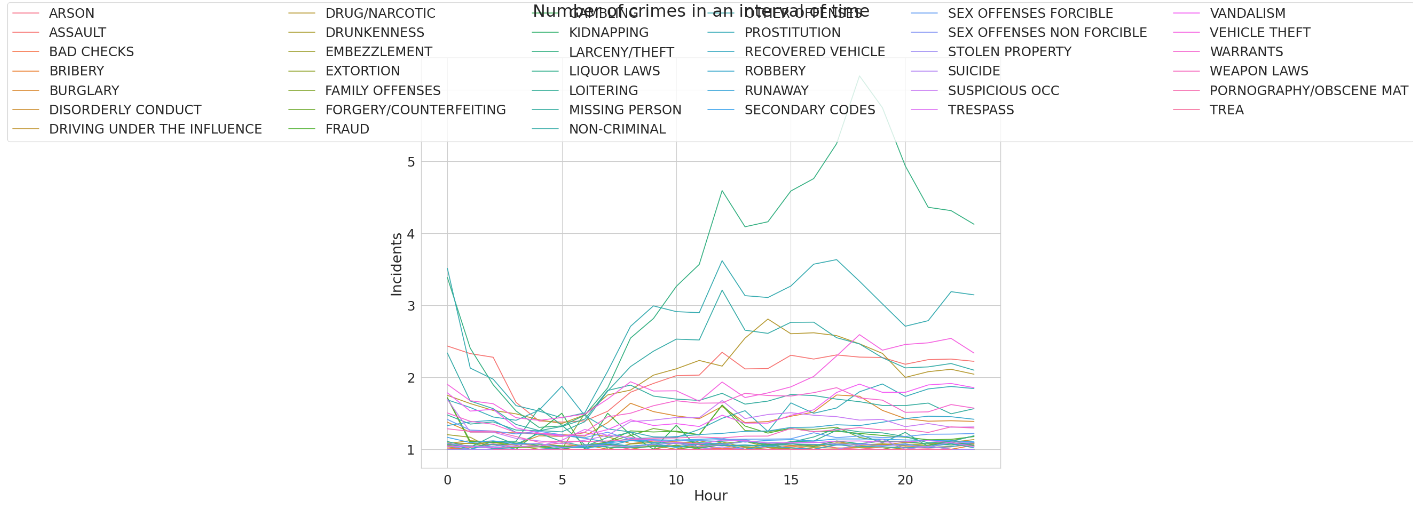 Number of crimes in an interval of time
ARSON
ASSAULT
BAD CHECKS
BRIBERY
BURGLARY
DISORDERLY CONDUCT
DRIVING UNDER THE INFLUENCE
DRUG/NARCOTIC
DRUNKENNESS
EMBEZZLEMENT
EXTORTION
FAMILY OFFENSES
FORGERY/COUNTERFEITING
FRAUD
GAMBLING
KIDNAPPING
LARCENY/THEFT
LIQUOR LAWS
LOITERING
MISSING PERSON
NON-CRIMINAL
OTHER OFFENSES
PROSTITUTION
RECOVERED VEHICLE
ROBBERY
RUNAWAY
SECONDARY CODES
SEX OFFENSES FORCIBLE
SEX OFFENSES NON FORCIBLE
STOLEN PROPERTY
SUICIDE
SUSPICIOUS OCC
TRESPASS
VANDALISM
VEHICLE THEFT
WARRANTS
WEAPON LAWS
PORNOGRAPHY/OBSCENE MAT
TREA
Incidents
5
4
3
2
1
0
5
10
15
20
Hour